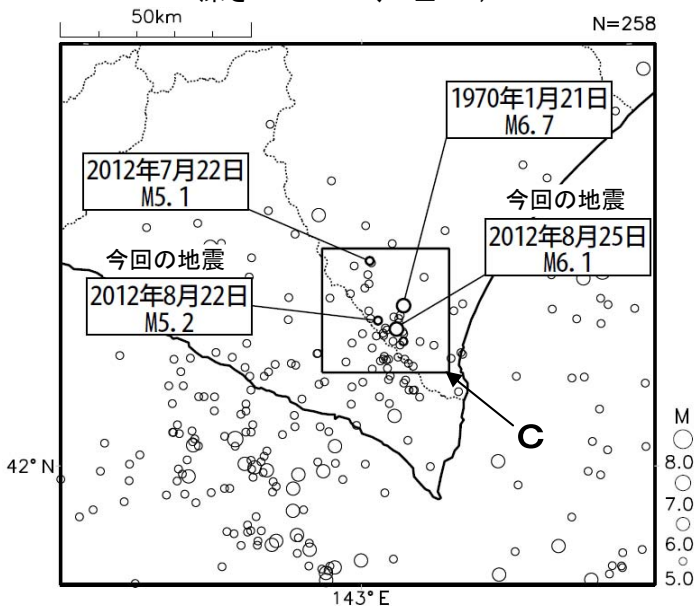 50km
N=258
1970年1月21日
M6.7
2012年7月22日
M5.1
今回の地震
2012年8月25日
M6.1
今回の地震
2012年8月22日
M5.2
C
42°N
143°E
M
8.0
7.0
6.0
5.0